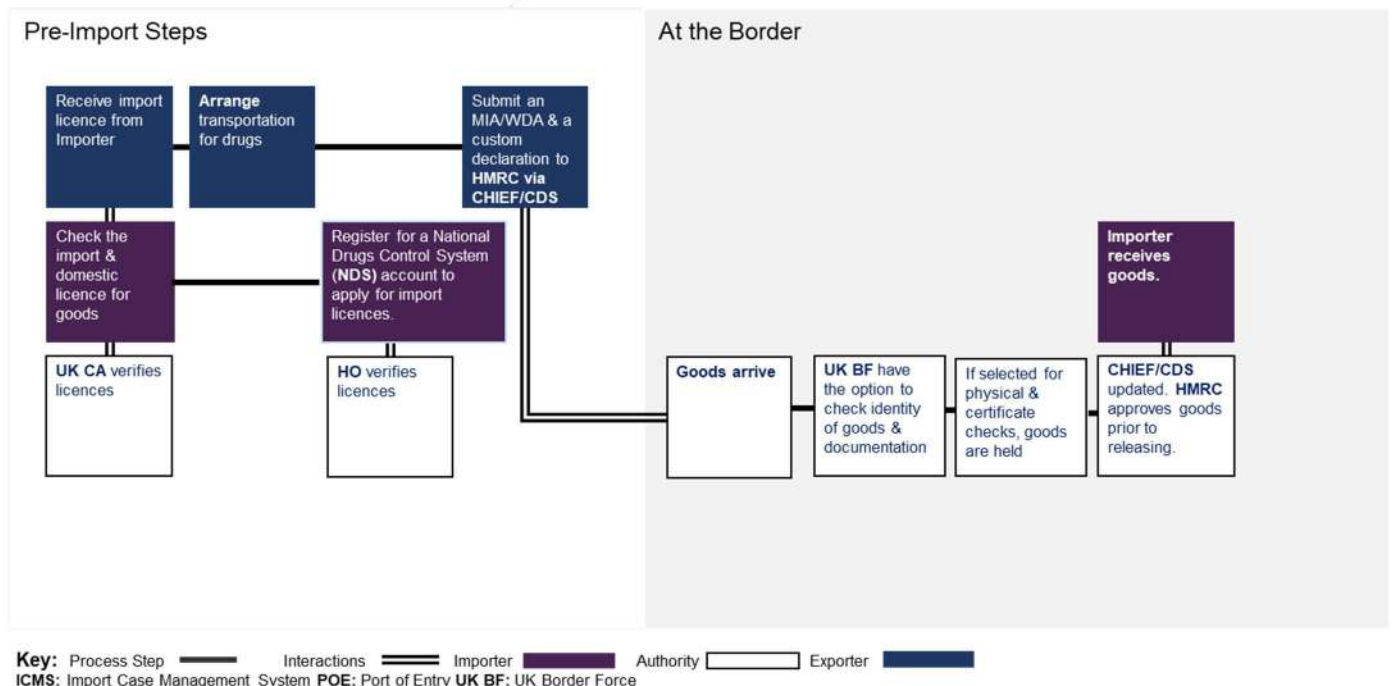 Pre-Import Steps
At the Border
Receive import
licence from
Importer
Arrange
transportation
for drugs
Submit an
MIA/WDA & a
custom
declaration to
HMRC via
CHIEF/CDS
Check the
import &
domestic
licence for
goods
Register for a National
Drugs Control System
(NDS) account to
apply for import
licences.
Importer
receives
goods.
UK CA verifies
licences
HO verifies
licences
Goods arrive
UK BF have
the option to
check identity
of goods &
documentation
If selected for
physical &
certificate
checks, goods
are held
CHIEF/CDS
updated. HMRC
approves goods
prior to
releasing.
Key: Process Step Interactions Importer Authority Exporter
ICMS: Import Case Management System POE: Port of Entry UK BF: UK Border Force